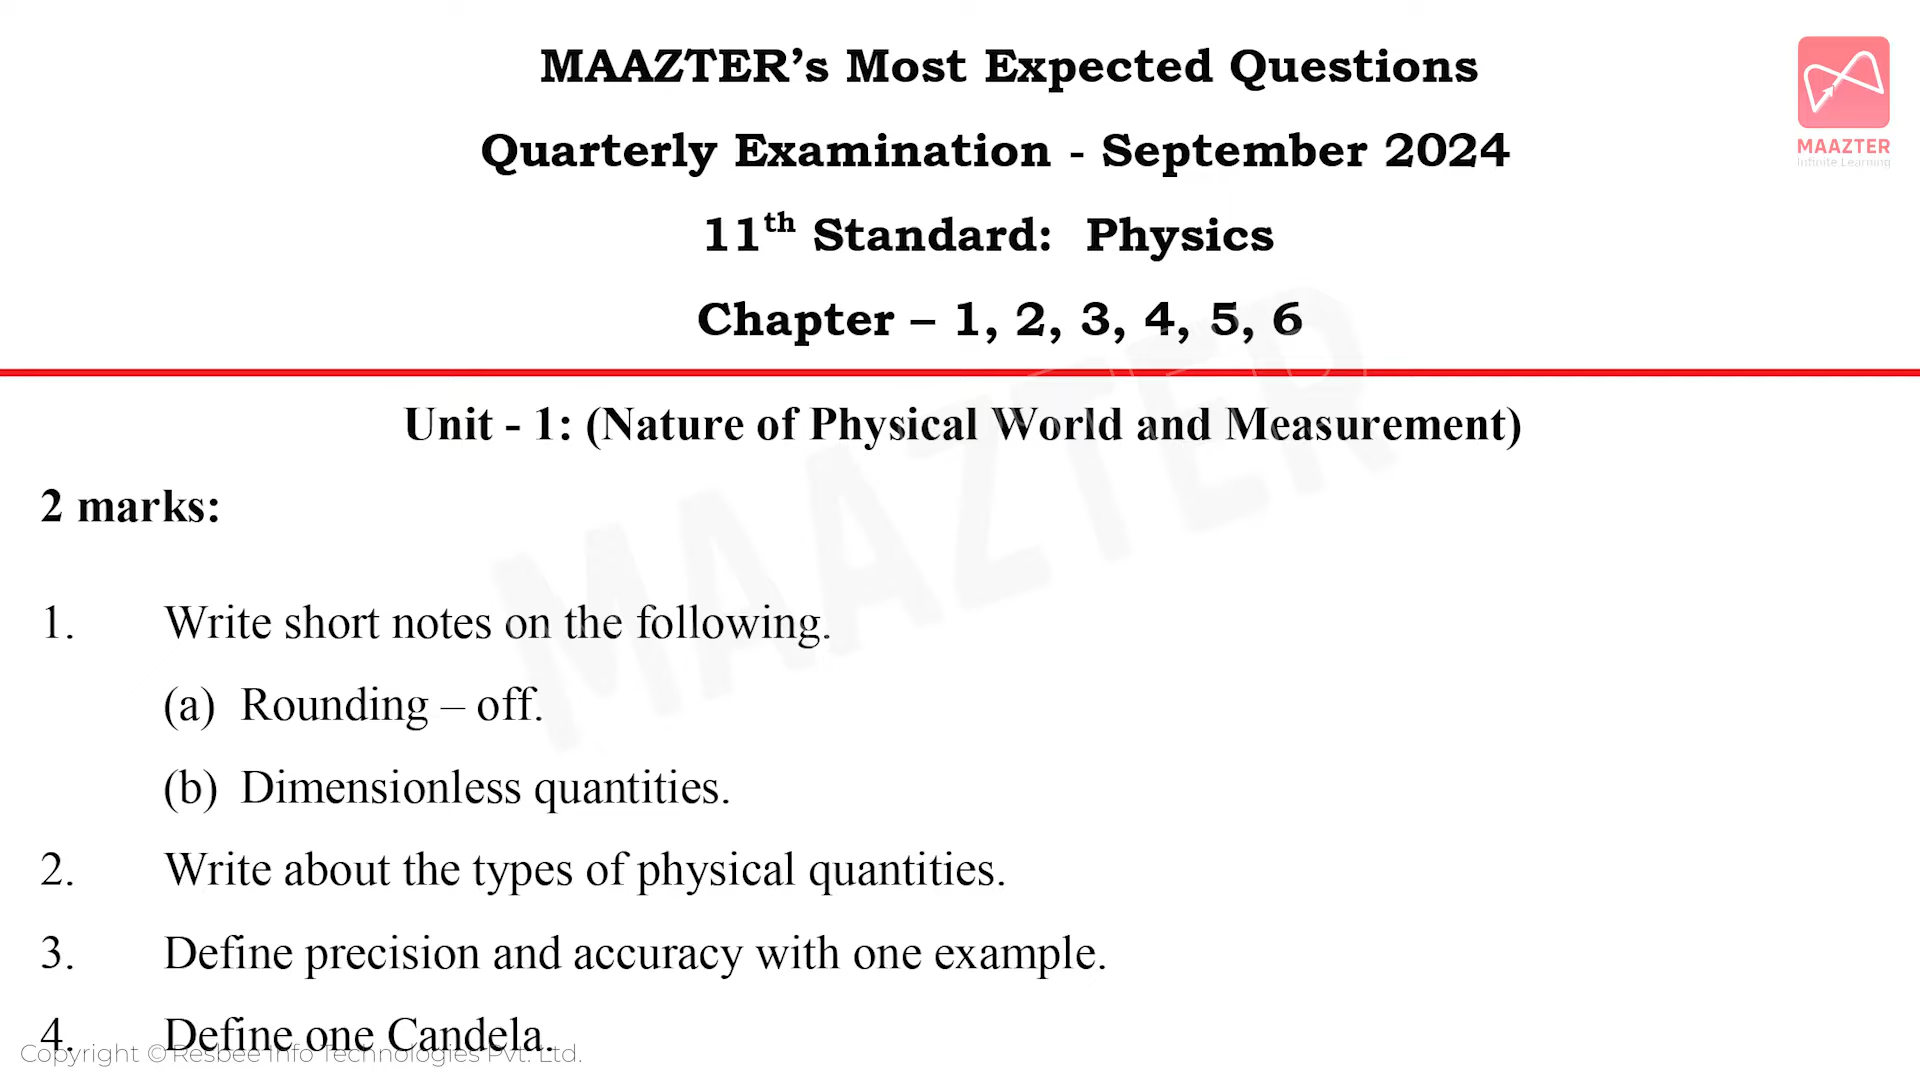 MAAZTER’s Most Expected Questions
Quarterly Examination - September 2024
11th Standard:  Physics
Chapter – 1, 2, 3, 4, 5, 6
MAAZTER
Infinite Learning
Unit - 1: (Nature of Physical World and Measurement)
2 marks:
1. Write short notes on the following.
(a) Rounding – off.
(b) Dimensionless quantities.
2. Write about the types of physical quantities.
3. Define precision and accuracy with one example.
4. Define one Candela.
Copyright © Resbee Info Technologies Pvt. Ltd.
MAAZTER